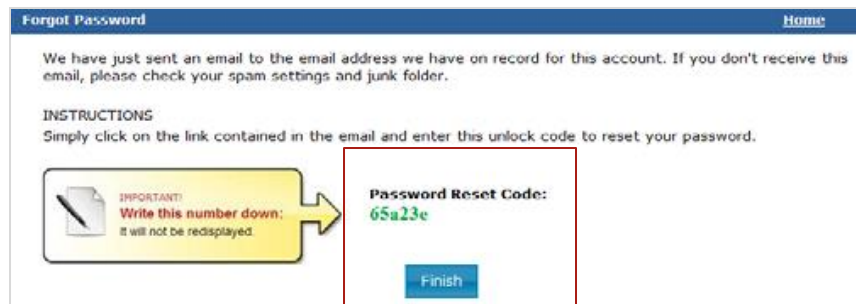 Forgot Password Home
We have just sent an email to the email address we have on record for this account. If you don't receive this
email, please check your spam settings and junk folder.
INSTRUCTIONS
Simply click on the link contained in the email and enter this unlock code to reset your password.
IMPORTANT!
Write this number down:
It will not be redisplayed.
Password Reset Code:
65a23e
Finish